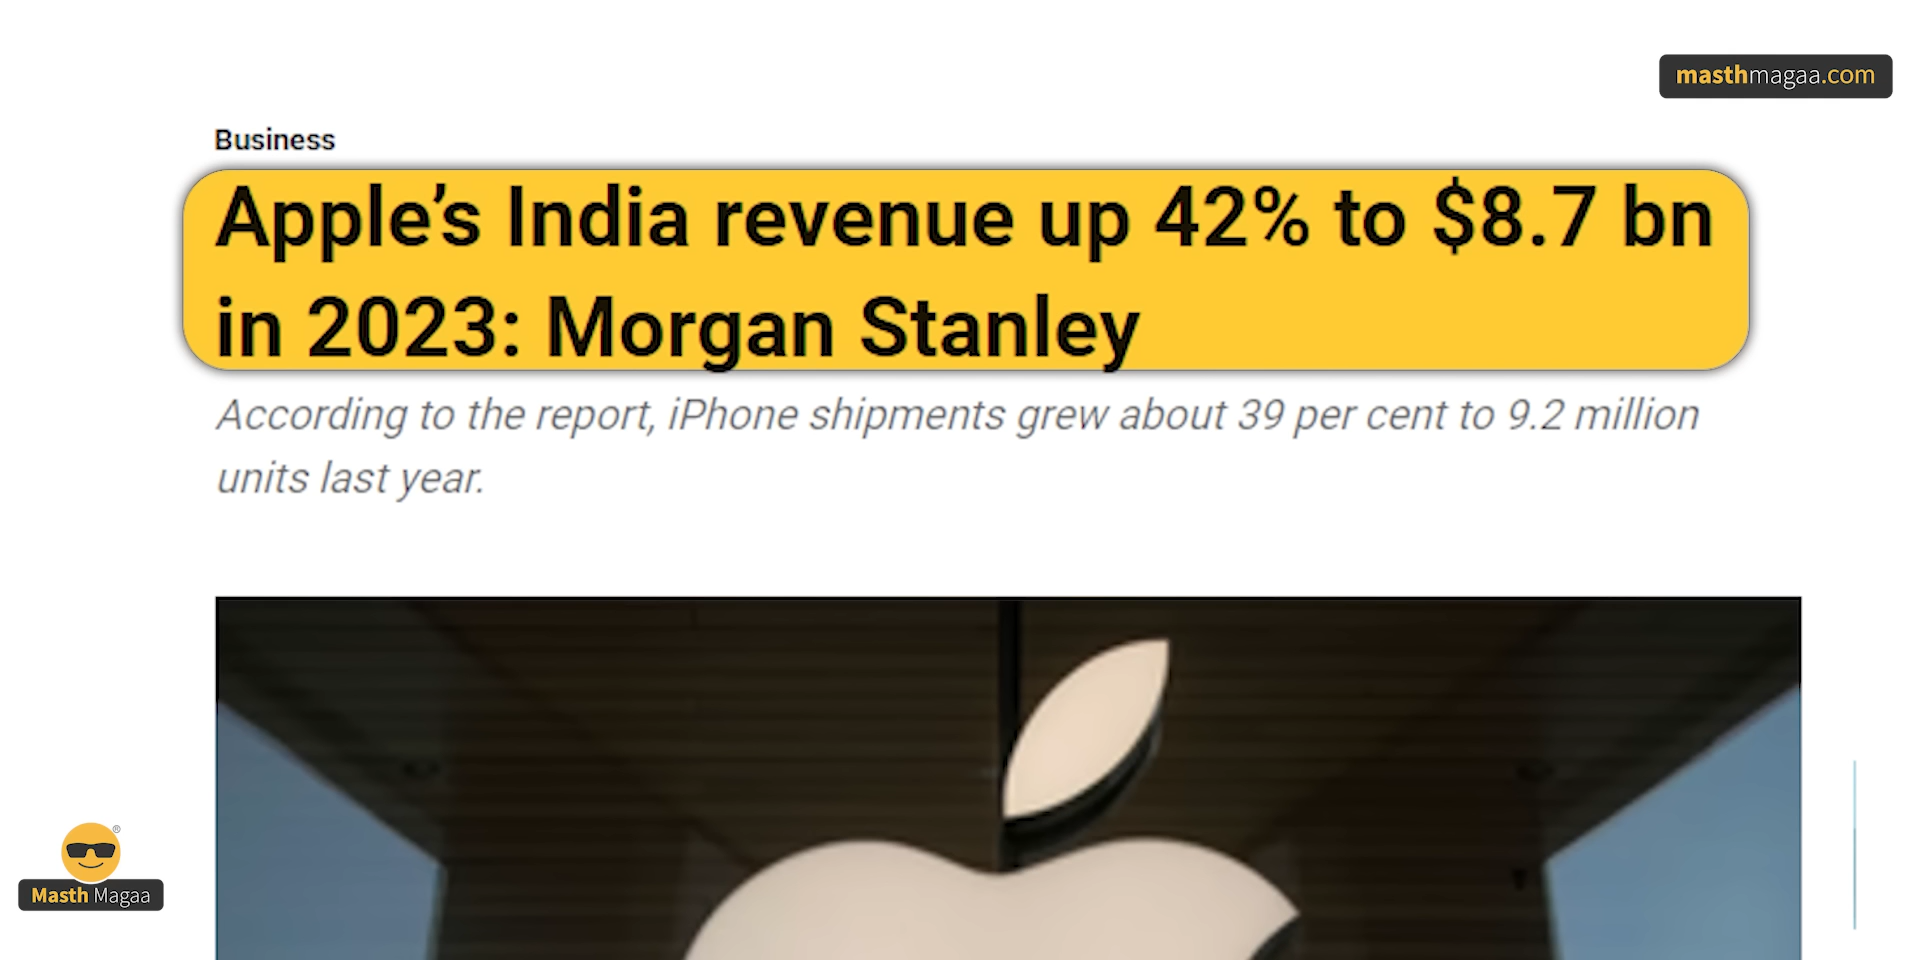 masthmagaa.com
Business
Apple’s India revenue up 42% to $8.7 bn
in 2023: Morgan Stanley
According to the report, iPhone shipments grew about 39 per cent to 9.2 million
units last year.
®
Masth Magaa